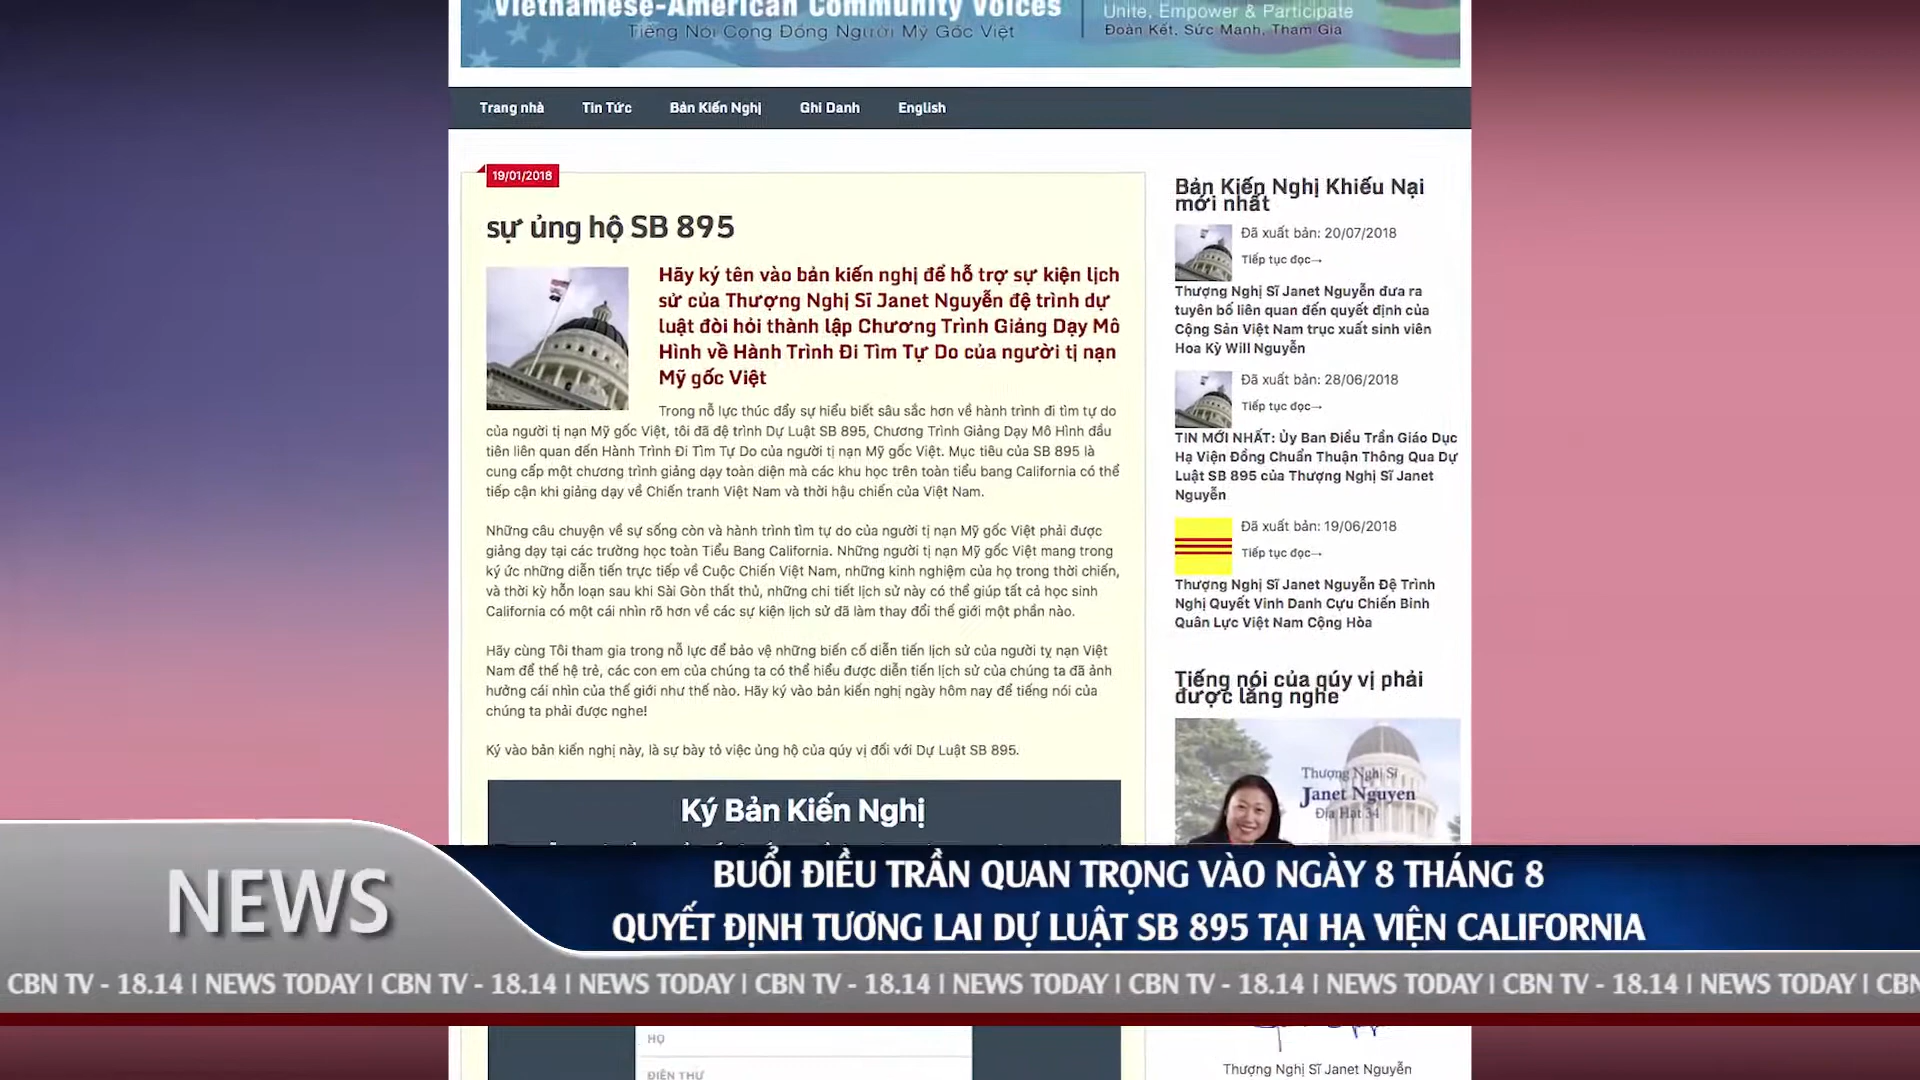 Vietnamese-American Community Voices
Tiếng Nói Cộng Đồng Người Mỹ Gốc Việt
Unite, Empower & Participate
Đoàn Kết, Sức Mạnh, Tham Gia
Trang nhà Tin Tức Bản Kiến Nghị Ghi Danh English
19/01/2018
sự ủng hộ SB 895
Hãy ký tên vào bản kiến nghị để hỗ trợ sự kiện lịch
sử của Thượng Nghị Sĩ Janet Nguyễn đệ trình dự
luật đòi hỏi thành lập Chương Trình Giảng Dạy Mô
Hình về Hành Trình Đi Tìm Tự Do của người tị nạn
Mỹ gốc Việt
Trong nỗ lực thúc đẩy sự hiểu biết sâu sắc hơn về hành trình đi tìm tự do
của người tị nạn Mỹ gốc Việt, tôi đã đệ trình Dự Luật SB 895, Chương Trình Giảng Dạy Mô Hình đầu
tiên liên quan đến Hành Trình Đi Tìm Tự Do của người tị nạn Mỹ gốc Việt. Mục tiêu của SB 895 là
cung cấp một chương trình giảng dạy toàn diện mà các khu học trên toàn tiểu bang California có thể
tiếp cận khi giảng dạy về Chiến tranh Việt Nam và thời hậu chiến của Việt Nam.
Những câu chuyện về sự sống còn và hành trình tìm tự do của người tị nạn Mỹ gốc Việt phải được
giảng dạy tại các trường học toàn Tiểu Bang California. Những người tị nạn Mỹ gốc Việt mang trong
ký ức những diễn tiến trực tiếp về Cuộc Chiến Việt Nam, những kinh nghiệm của họ trong thời chiến,
và thời kỳ hỗn loạn sau khi Sài Gòn thất thủ, những chi tiết lịch sử này có thể giúp tất cả học sinh
California có một cái nhìn rõ hơn về các sự kiện lịch sử đã làm thay đổi thế giới một phần nào.
Hãy cùng Tôi tham gia trong nỗ lực để bảo vệ những biến cố diễn tiến lịch sử của người tỵ nạn Việt
Nam để thế hệ trẻ, các con em của chúng ta có thể hiểu được diễn tiến lịch sử của chúng ta đã ảnh
hưởng cái nhìn của thế giới như thế nào. Hãy ký vào bản kiến nghị ngày hôm nay để tiếng nói của
chúng ta phải được nghe!
Ký vào bản kiến nghị này, là sự bày tỏ việc ủng hộ của qúy vị đối với Dự Luật SB 895.
Ký Bản Kiến Nghị
HỌ
ĐIỆN THƯ
Bản Kiến Nghị Khiếu Nại
mới nhất
Đã xuất bản: 20/07/2018
Tiếp tục đọc→
Thượng Nghị Sĩ Janet Nguyễn đưa ra
tuyên bố liên quan đến quyết định của
Cộng Sản Việt Nam trục xuất sinh viên
Hoa Kỳ Will Nguyễn
Đã xuất bản: 28/06/2018
Tiếp tục đọc→
TIN MỚI NHẤT: Ủy Ban Điều Trần Giáo Dục
Hạ Viện Đồng Chuẩn Thuận Thông Qua Dự
Luật SB 895 của Thượng Nghị Sĩ Janet
Nguyễn
Đã xuất bản: 19/06/2018
Tiếp tục đọc→
Thượng Nghị Sĩ Janet Nguyễn Đệ Trình
Nghị Quyết Vinh Danh Cựu Chiến Binh
Quân Lực Việt Nam Cộng Hòa
Tiếng nói của qúy vị phải
được lắng nghe
Thượng Nghị Sĩ
Janet Nguyen
Địa Hạt 34
Thượng Nghị Sĩ Janet Nguyễn
NEWS
BUỔI ĐIỀU TRẦN QUAN TRỌNG VÀO NGÀY 8 THÁNG 8
QUYẾT ĐỊNH TƯƠNG LAI DỰ LUẬT SB 895 TẠI HẠ VIỆN CALIFORNIA
CBN TV - 18.14 | NEWS TODAY | CBN TV - 18.14 | NEWS TODAY | CBN TV - 18.14 | NEWS TODAY | CBN TV - 18.14 | NEWS TODAY | CBN TV - 18.14 | NEWS TODAY | CBN